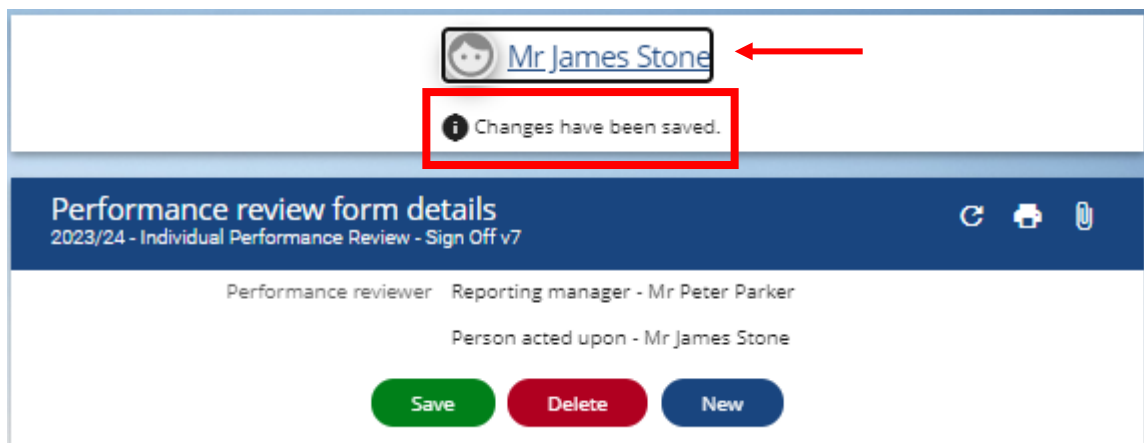 Mr James Stone
Changes have been saved.
Performance review form details
2023/24 - Individual Performance Review - Sign Off v7
Performance reviewer Reporting manager - Mr Peter Parker
Person acted upon - Mr James Stone
Save Delete New